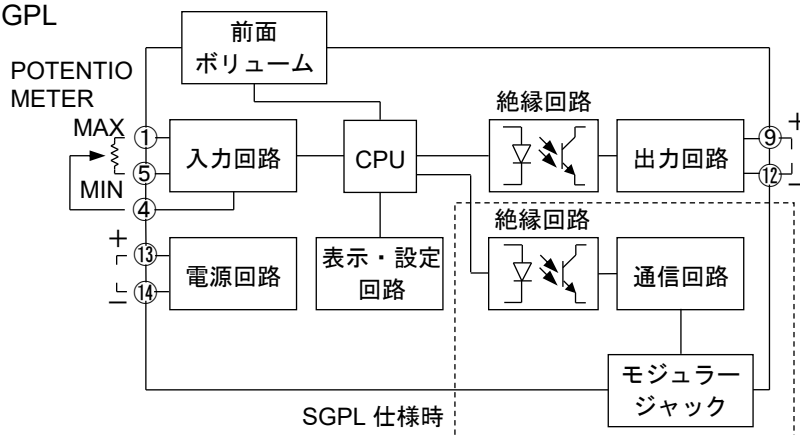 GPL
前面
ボリューム
POTENTIO
METER
MAX
①
⑤
MIN
④
入力回路
CPU
絶縁回路
出力回路
⑨
＋
⑫
－
＋
⑬
⑭
－
電源回路
表示・設定
回路
絶縁回路
通信回路
モジュラー
ジャック
SGPL 仕様時